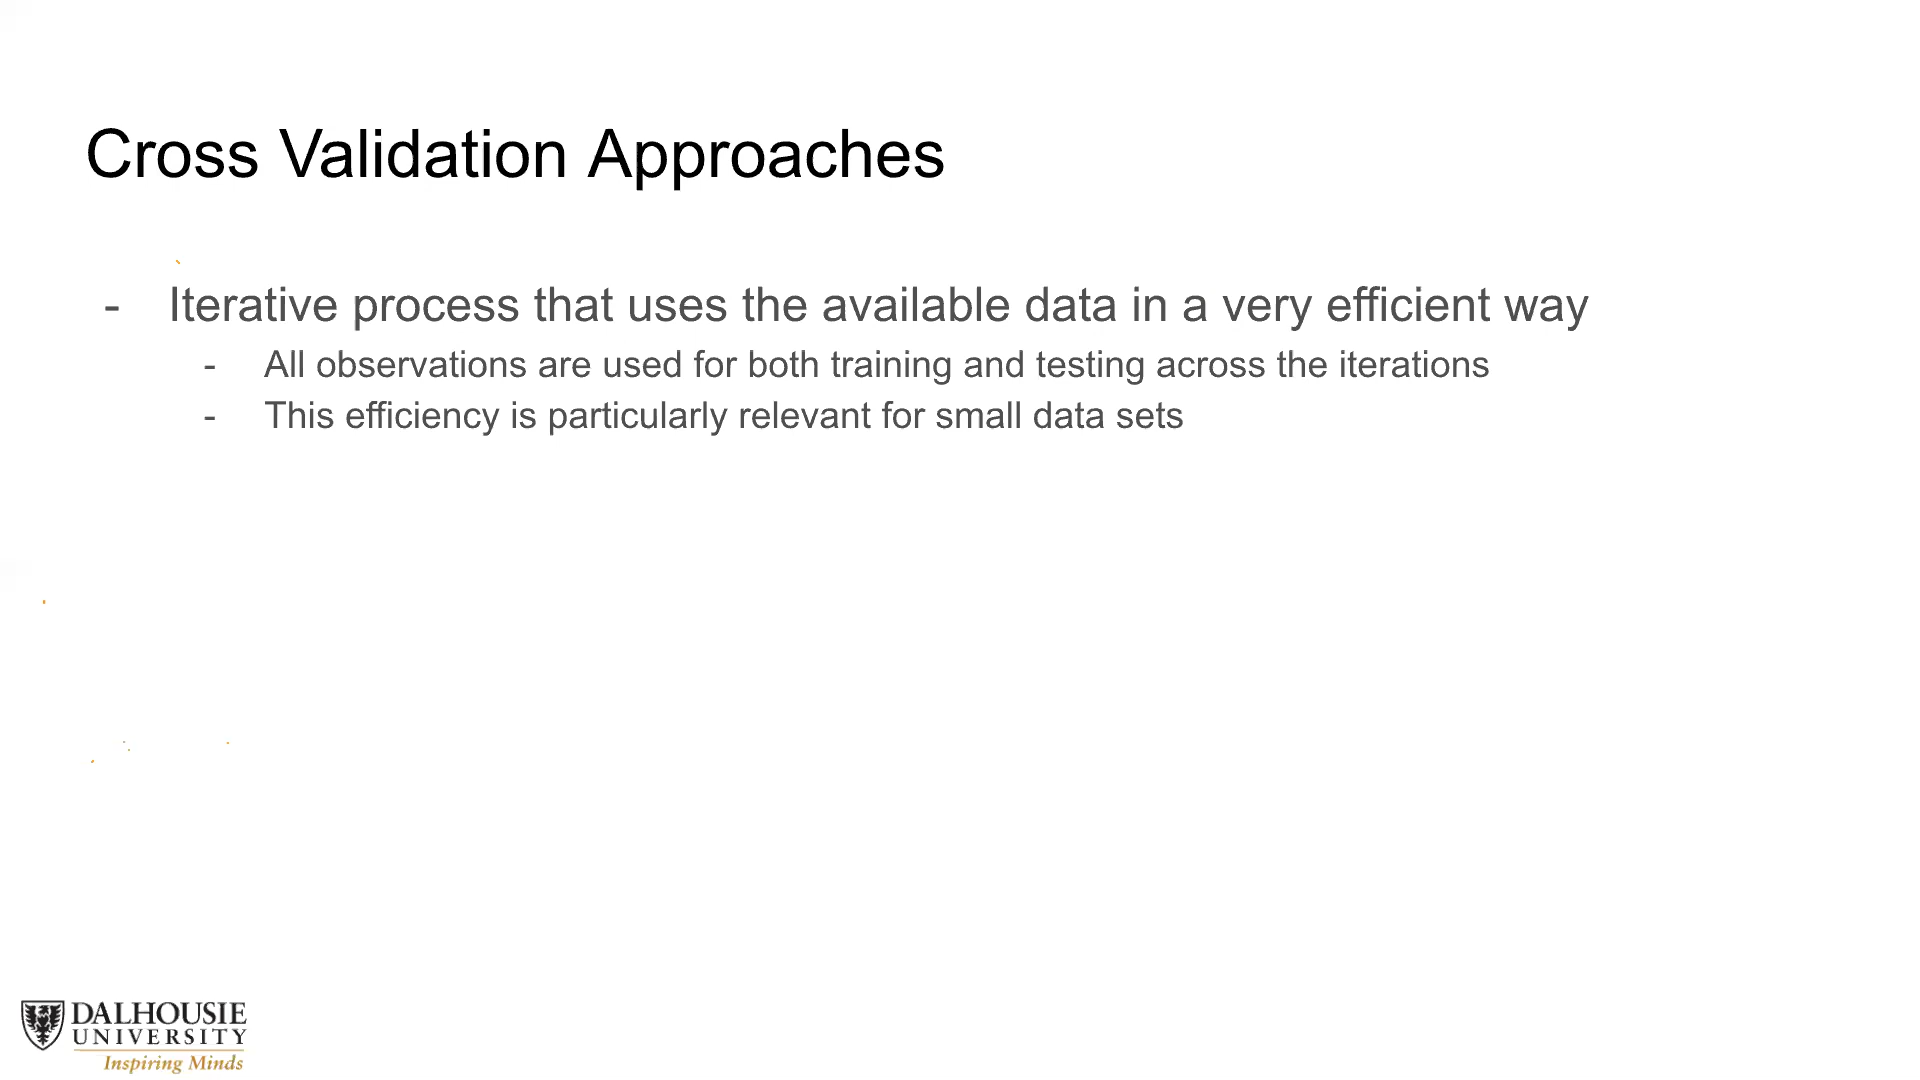 Cross Validation Approaches
- Iterative process that uses the available data in a very efficient way
- All observations are used for both training and testing across the iterations
- This efficiency is particularly relevant for small data sets
DALHOUSIE
UNIVERSITY
Inspiring Minds